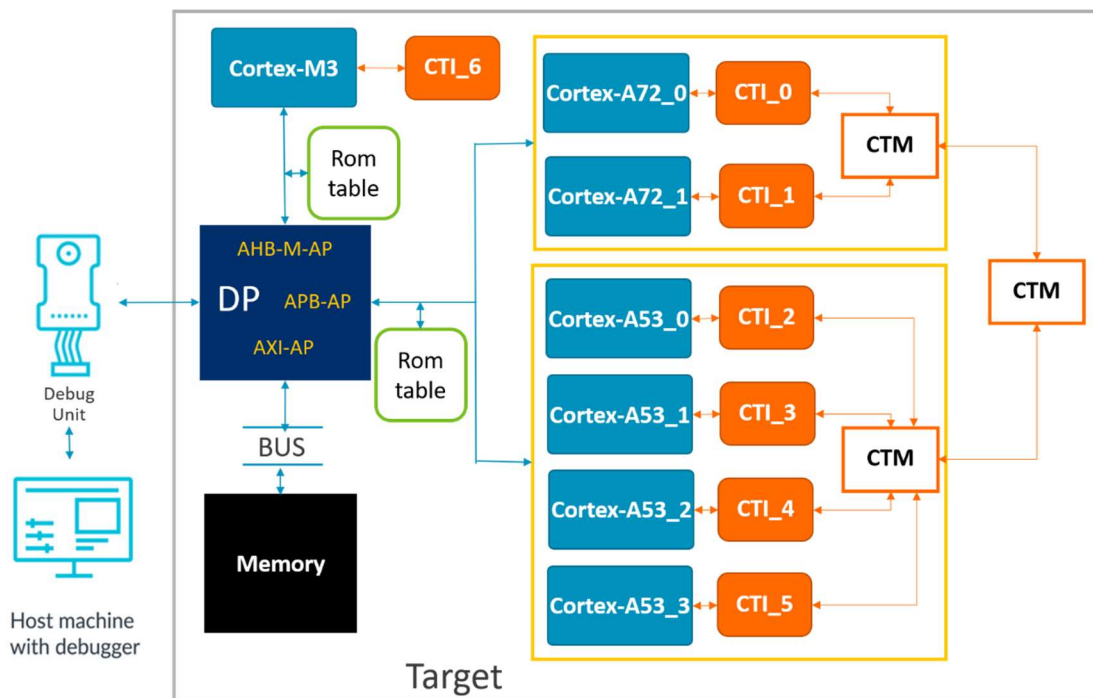 Cortex-M3
CTI_6
Rom
table
AHB-M-AP
DP
APB-AP
AXI-AP
Rom
table
Debug
Unit
BUS
Memory
Host machine
with debugger
Target
Cortex-A72_0
CTI_0
Cortex-A72_1
CTI_1
CTM
Cortex-A53_0
CTI_2
Cortex-A53_1
CTI_3
Cortex-A53_2
CTI_4
Cortex-A53_3
CTI_5
CTM
CTM